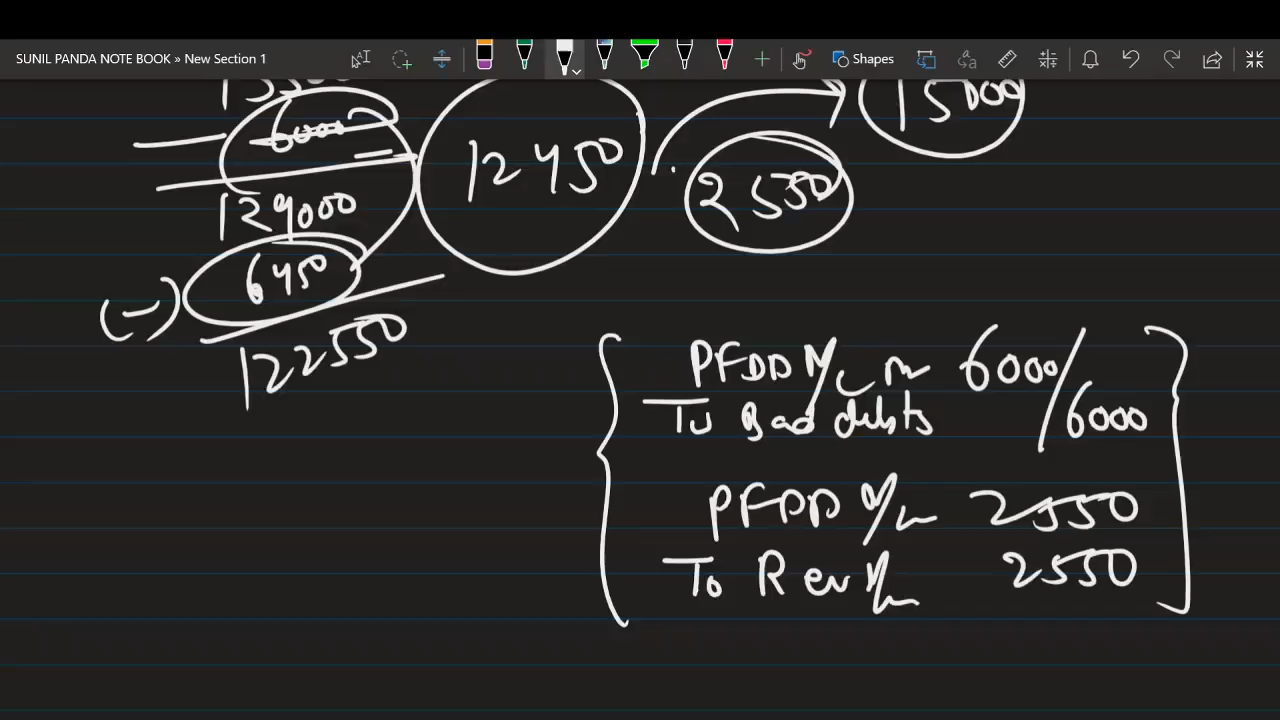 SUNIL PANDA NOTE BOOK » New Section 1
Shapes
15000
6000
12450
2550
129000
(-) 6450
122550
PFDD A/c Dr 6000
To Bad debts 6000
PFDD A/c 2550
To Rev A/c 2550